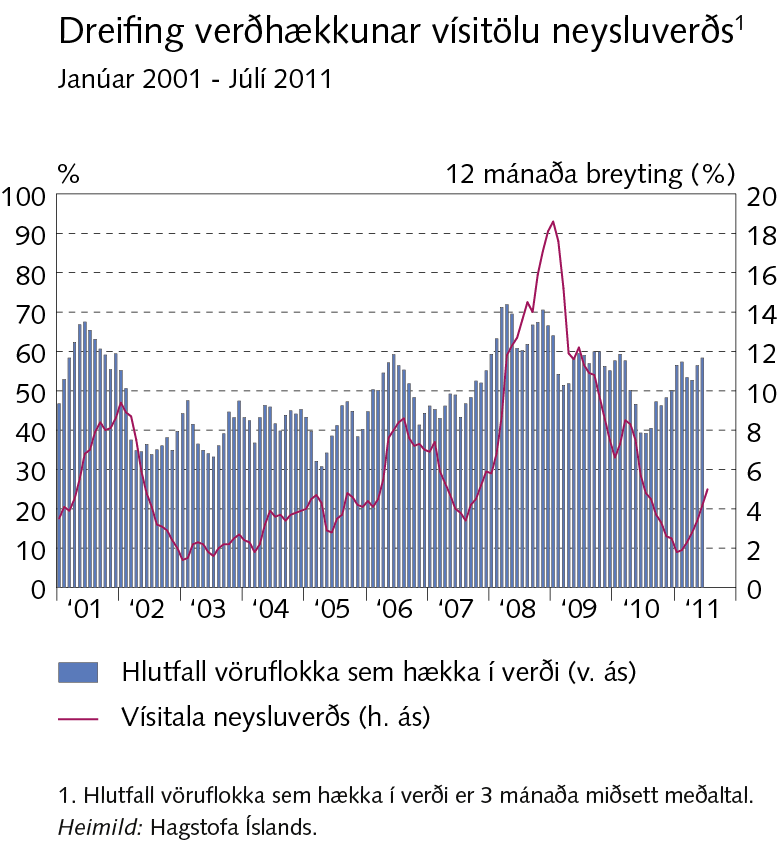 Dreifing verðhækkunar vísitölu neysluverðs¹
Janúar 2001 - Júlí 2011
% 12 mánaða breyting (%)
100 20
90 18
80 16
70 14
60 12
50 10
40 8
30 6
20 4
10 2
0 0
‘01 ‘02 ‘03 ‘04 ‘05 ‘06 ‘07 ‘08 ‘09 ‘10 ‘11
Hlutfall vöruflokka sem hækka í verði (v. ás)
Vísitala neysluverðs (h. ás)
1. Hlutfall vöruflokka sem hækka í verði er 3 mánaða miðsett meðaltal.
Heimild: Hagstofa Íslands.